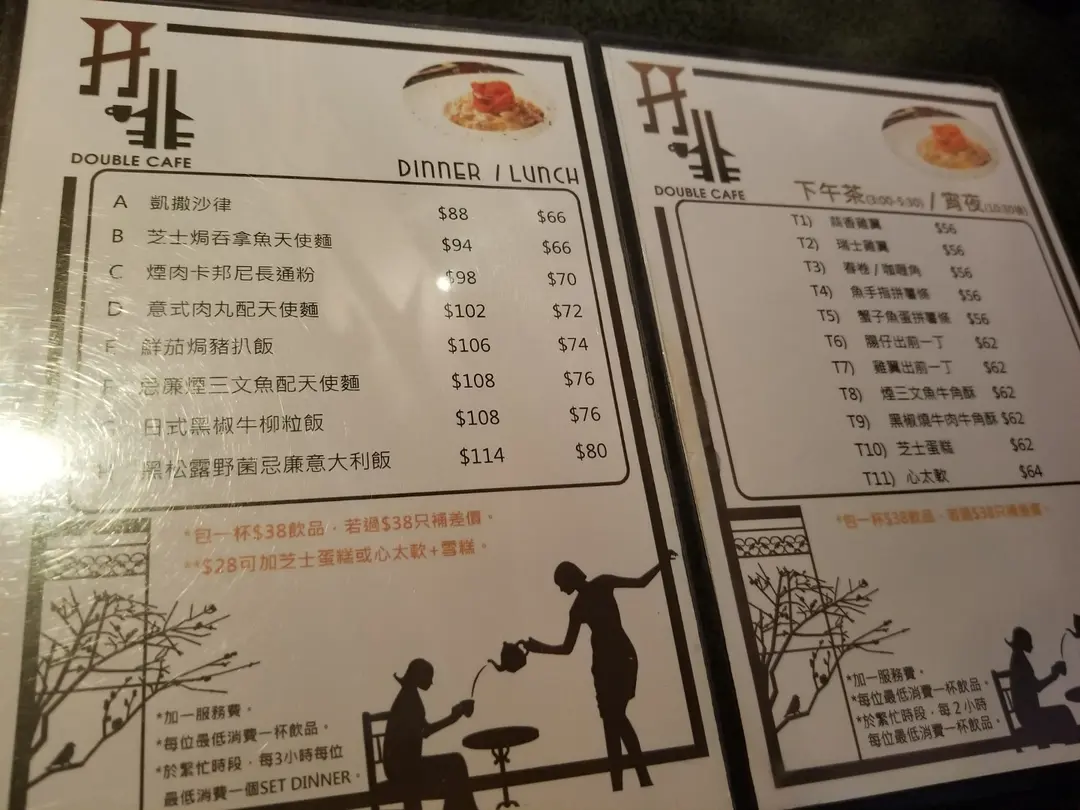 DOUBLE CAFE
DINNER / LUNCH
A 凱撒沙律 $88 $66
B 芝士焗吞拿魚天使麵 $94 $66
C 煙肉卡邦尼長通粉 $98 $70
D 意式肉丸配天使麵 $102 $72
E 鮮茄焗豬扒飯 $106 $74
F 忌廉煙三文魚配天使麵 $108 $76
日式黑椒牛柳粒飯 $108 $76
H 黑松露野菌忌廉意大利飯 $114 $80
*包一杯$38飲品，若過$38只補差價。
**$28可加芝士蛋糕或心太軟+雪糕。
*加一服務費。
*每位最低消費一杯飲品。
*於繁忙時段，每3小時每位
最低消費一個SET DINNER。
DOUBLE CAFE
下午茶(3:00-5:30) / 宵夜(10:30後)
T1) 蒜香雞翼 $56
T2) 瑞士雞翼 $56
T3) 春卷 / 咖喱角 $56
T4) 魚手指拼薯條 $56
T5) 蟹子魚蛋拼薯條 $56
T6) 腸仔出前一丁 $62
T7) 雞翼出前一丁 $62
T8) 煙三文魚牛角酥 $62
T9) 黑椒燒牛肉牛角酥 $62
T10) 芝士蛋糕 $62
T11) 心太軟 $64
*包一杯$38飲品，若過$38只補差價。
*加一服務費。
*每位最低消費一杯飲品。
*於繁忙時段，每2小時
每位最低消費一杯飲品。